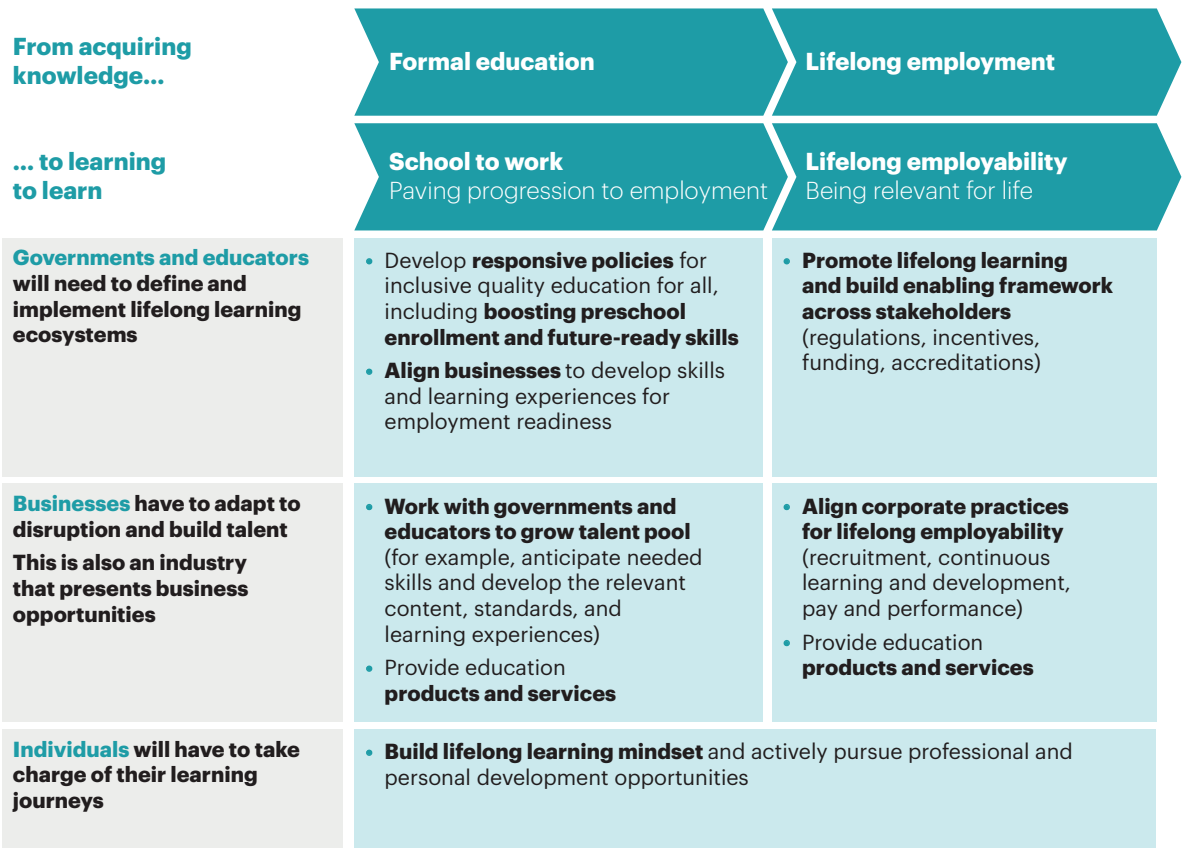 From acquiring
knowledge...
Formal education
Lifelong employment
... to learning
to learn
School to work
Paving progression to employment
Lifelong employability
Being relevant for life
Governments and educators
will need to define and
implement lifelong learning
ecosystems
• Develop responsive policies for
inclusive quality education for all,
including boosting preschool
enrollment and future-ready skills
• Align businesses to develop skills
and learning experiences for
employment readiness
• Promote lifelong learning
and build enabling framework
across stakeholders
(regulations, incentives,
funding, accreditations)
Businesses have to adapt to
disruption and build talent
This is also an industry
that presents business
opportunities
• Work with governments and
educators to grow talent pool
(for example, anticipate needed
skills and develop the relevant
content, standards, and
learning experiences)
• Provide education
products and services
• Align corporate practices
for lifelong employability
(recruitment, continuous
learning and development,
pay and performance)
• Provide education
products and services
Individuals will have to take
charge of their learning
journeys
• Build lifelong learning mindset and actively pursue professional and
personal development opportunities